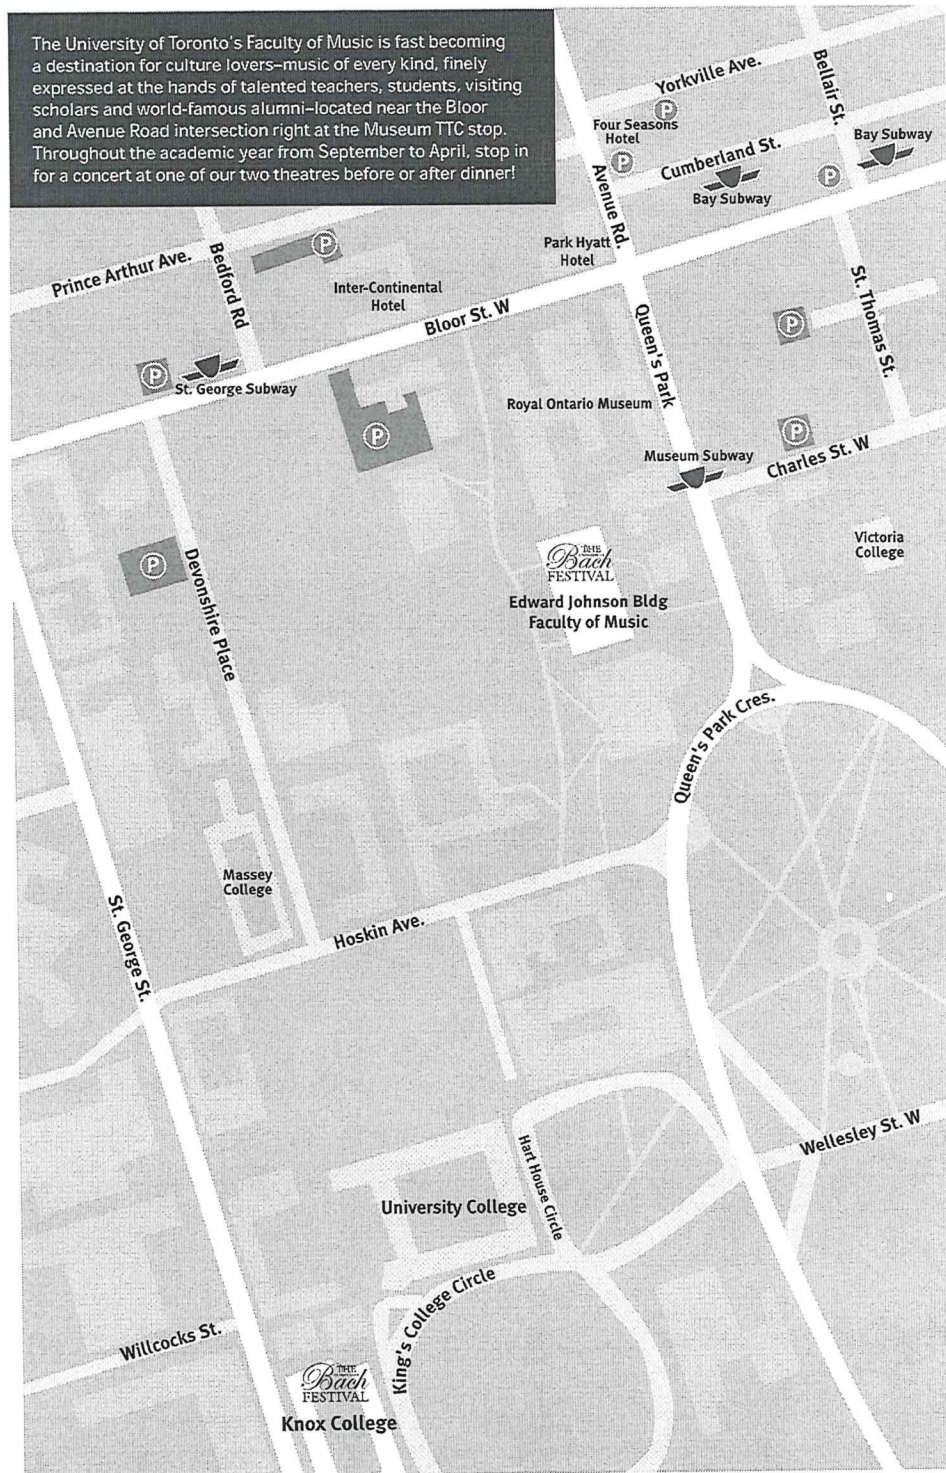 The University of Toronto's Faculty of Music is fast becoming
a destination for culture lovers–music of every kind, finely
expressed at the hands of talented teachers, students, visiting
scholars and world-famous alumni–located near the Bloor
and Avenue Road intersection right at the Museum TTC stop.
Throughout the academic year from September to April, stop in
for a concert at one of our two theatres before or after dinner!
Yorkville Ave.
Bellair St.
P
Four Seasons
Hotel
P
Avenue Rd.
Cumberland St.
Bay Subway
Bay Subway
P
Prince Arthur Ave.
Bedford Rd
P
Park Hyatt
Hotel
Inter-Continental
Hotel
Bloor St. W
Queen's Park
St. Thomas St.
P
P
St. George Subway
P
Royal Ontario Museum
P
Museum Subway
Charles St. W
Victoria
College
P
Devonshire Place
THE
Bach
FESTIVAL
Edward Johnson Bldg
Faculty of Music
Queen's Park Cres.
Massey
College
St. George St.
Hoskin Ave.
Wellesley St. W
Hart House Circle
University College
King's College Circle
Willcocks St.
THE
Bach
FESTIVAL
Knox College